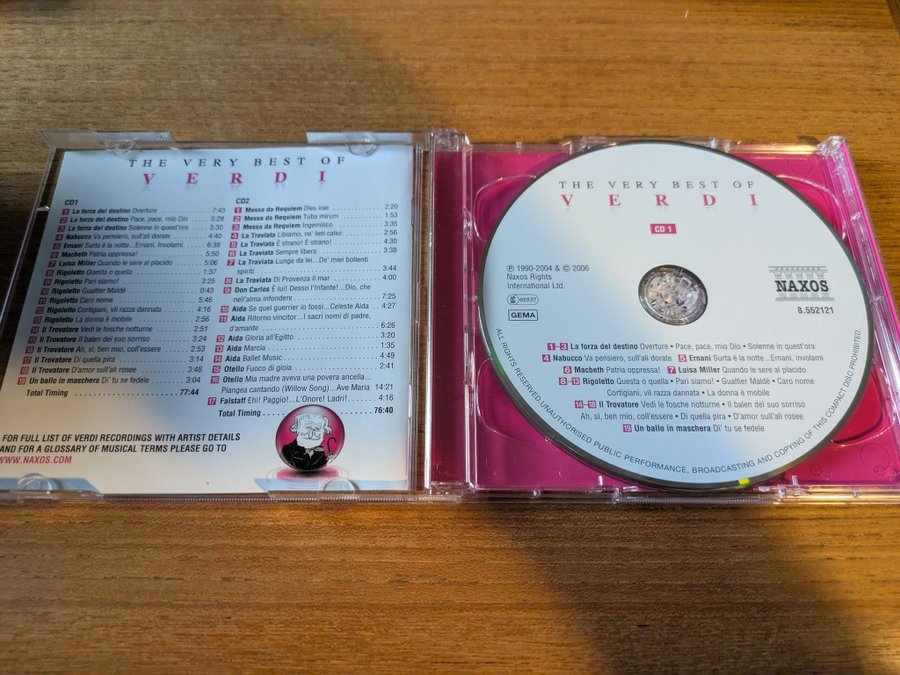 THE VERY BEST OF
VERDI
CD1
1 La forza del destino Overture 7:43
2 La forza del destino Pace, pace, mio Dio 5:28
3 La forza del destino Solenne in quest'ora 3:30
4 Nabucco Va pensiero, sull'ali dorate 4:40
5 Ernani Surta è la notte...Ernani, involami 6:38
6 Macbeth Patria oppressa! 5:50
7 Luisa Miller Quando le sere al placido 5:06
8 Rigoletto Questa o quella 1:37
9 Rigoletto Pari siamo! 3:25
10 Rigoletto Gualtier Maldè 0:43
11 Rigoletto Caro nome 5:46
12 Rigoletto Cortigiani, vil razza dannata 4:16
13 Rigoletto La donna è mobile 2:56
14 Il Trovatore Vedi le fosche notturne 2:51
15 Il Trovatore Il balen del suo sorriso 3:24
16 Il Trovatore Ah, sì, ben mio, coll'essere 2:53
17 Il Trovatore Di quella pira 3:14
18 Il Trovatore D'amor sull'ali rosee 3:48
19 Un ballo in maschera Di' tu se fedele 3:04
Total Timing 77:44
CD2
1 Messa da Requiem Dies irae 2:20
2 Messa da Requiem Tuba mirum 1:53
3 Messa da Requiem Ingemisco 3:35
4 La Traviata Libiamo, ne' lieti calici 2:56
5 La Traviata È strano! È strano! 4:30
6 La Traviata Sempre libera 3:38
7 La Traviata Lunge da lei...De' miei bollenti
spiriti 3:44
8 La Traviata Di Provenza il mar 4:00
9 Don Carlos È lui! Desso l'Infante!...Dio, che
nell'alma infondere 7:25
10 Aida Se quel guerrier io fossi...Celeste Aida 4:27
11 Aida Ritorno vincitor...I sacri nomi di padre,
d'amante 6:26
12 Aida Gloria all'Egitto 3:20
13 Aida Marcia 1:35
14 Aida Ballet Music 4:49
15 Otello Fuoco di gioia 2:41
16 Otello Mia madre aveva una povera ancella...
Piangea cantando (Willow Song)... Ave Maria 14:21
17 Falstaff Ehi! Paggio!...L'Onore! Ladri! 4:16
Total Timing 76:40
FOR FULL LIST OF VERDI RECORDINGS WITH ARTIST DETAILS
AND FOR A GLOSSARY OF MUSICAL TERMS PLEASE GO TO
WWW.NAXOS.COM
THE VERY BEST OF
VERDI
CD 1
℗ 1990-2004 & © 2006
Naxos Rights
International Ltd.
05537
GEMA
NAXOS
8.552121
1–3 La forza del destino Overture • Pace, pace, mio Dio • Solenne in quest'ora
4 Nabucco Va pensiero, sull'ali dorate 5 Ernani Surta è la notte...Ernani, involami
6 Macbeth Patria oppressa! 7 Luisa Miller Quando le sere al placido
8–13 Rigoletto Questa o quella • Pari siamo! • Gualtier Maldè • Caro nome •
Cortigiani, vil razza dannata • La donna è mobile
14–18 Il Trovatore Vedi le fosche notturne • Il balen del suo sorriso
Ah, sì, ben mio, coll'essere • Di quella pira • D'amor sull'ali rosee
19 Un ballo in maschera Di' tu se fedele
ALL RIGHTS RESERVED. UNAUTHORISED PUBLIC PERFORMANCE, BROADCASTING AND COPYING OF THIS COMPACT DISC PROHIBITED.